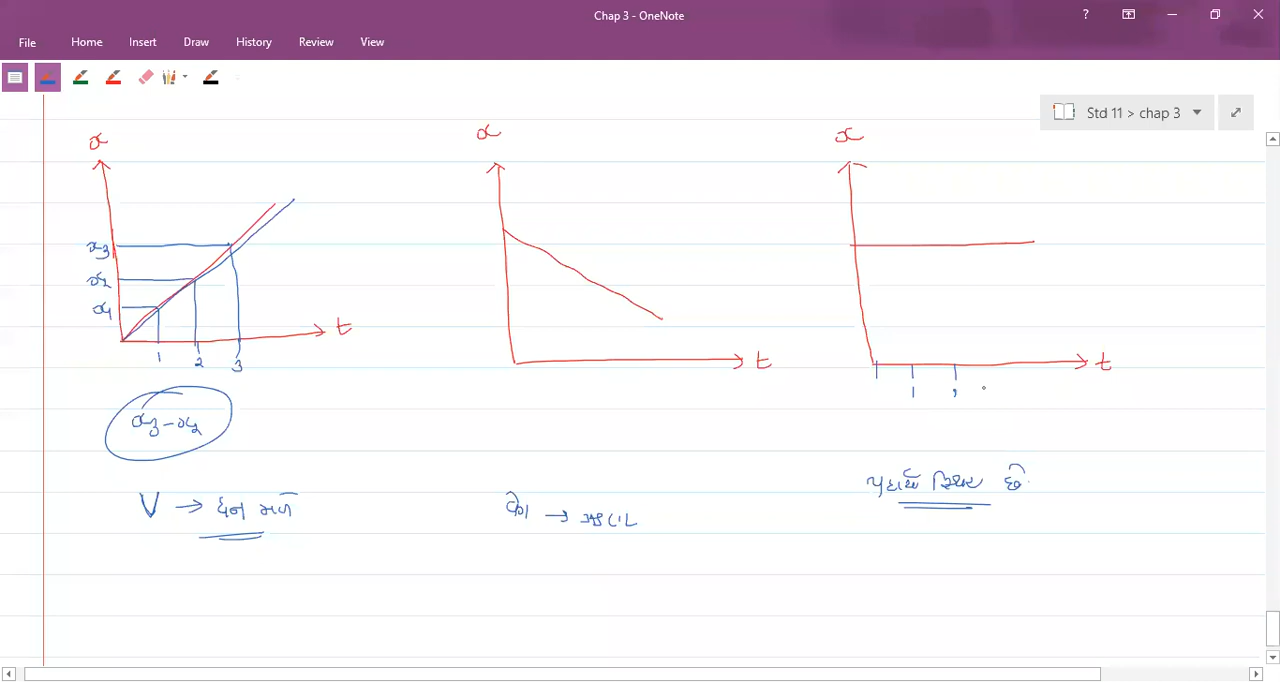 Chap 3 - OneNote
?
File Home Insert Draw History Review View
Std 11 > chap 3
x
x3
x2
x1
t
1 2 3
x3 - x2
V → ધન મળે
x
t
→
x
t
1
પદાર્થ સ્થિર છે.